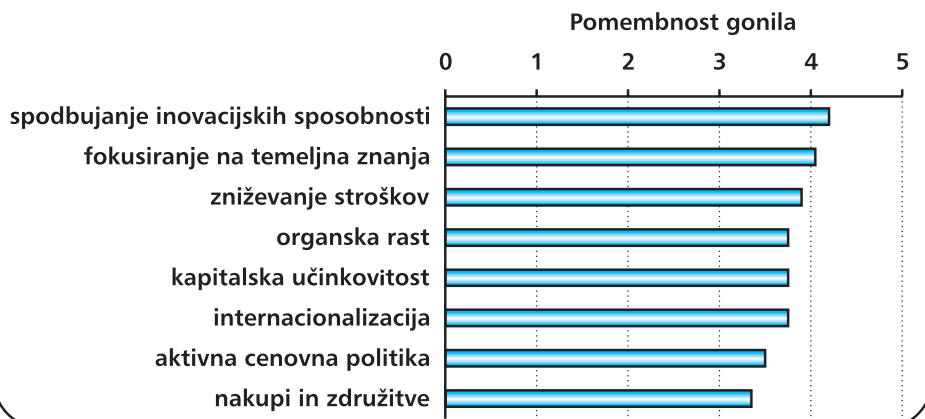 Pomembnost gonila
0 1 2 3 4 5
spodbujanje inovacijskih sposobnosti
fokusiranje na temeljna znanja
zniževanje stroškov
organska rast
kapitalska učinkovitost
internacionalizacija
aktivna cenovna politika
nakupi in združitve